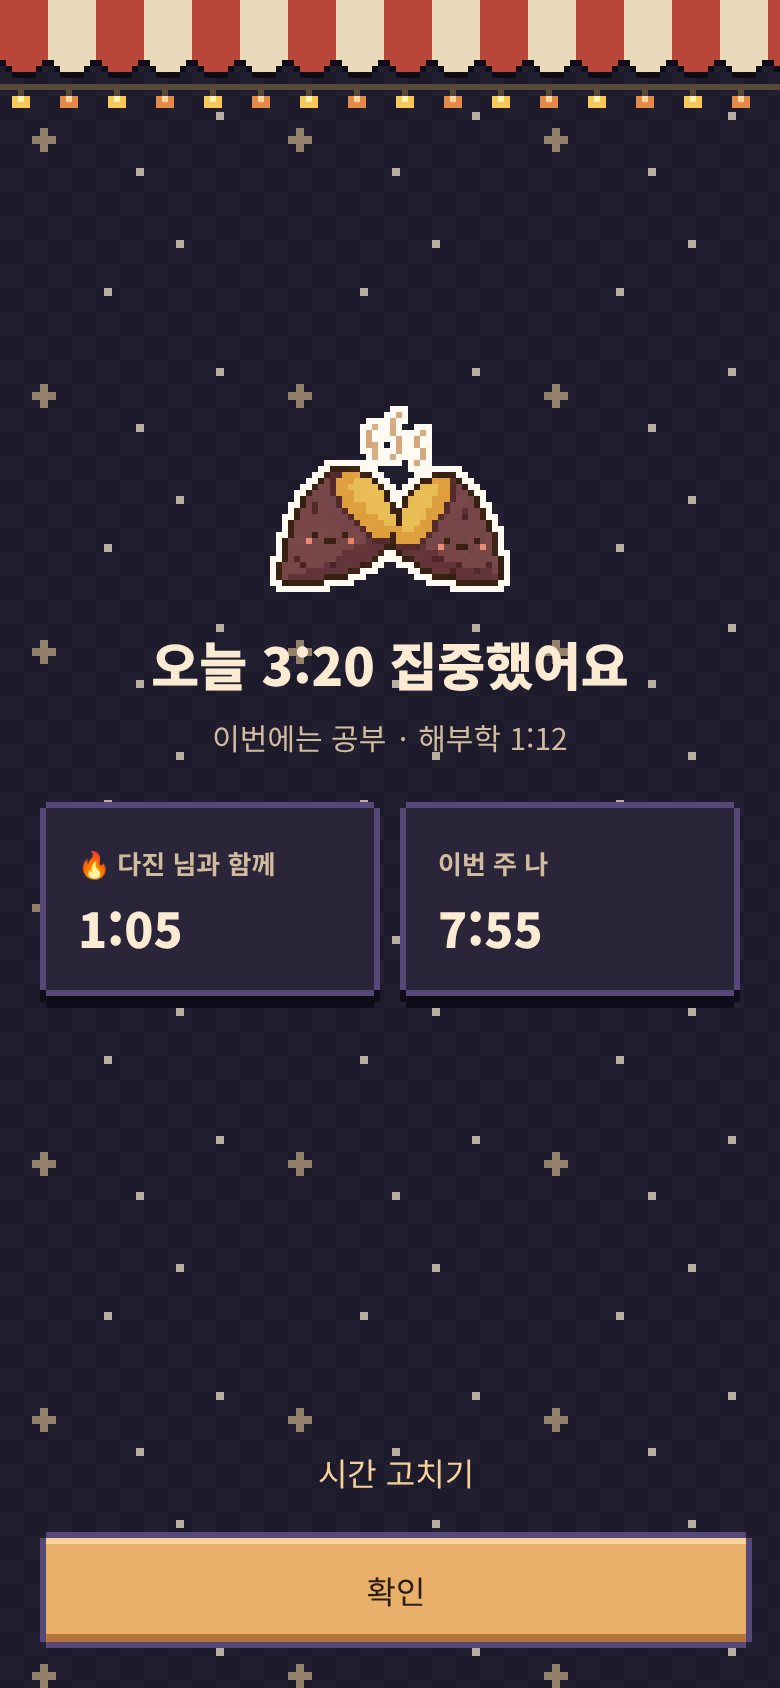 오늘 3:20 집중했어요
이번에는 공부 · 해부학 1:12
🔥 다진 님과 함께
1:05
이번 주 나
7:55
시간 고치기
확인